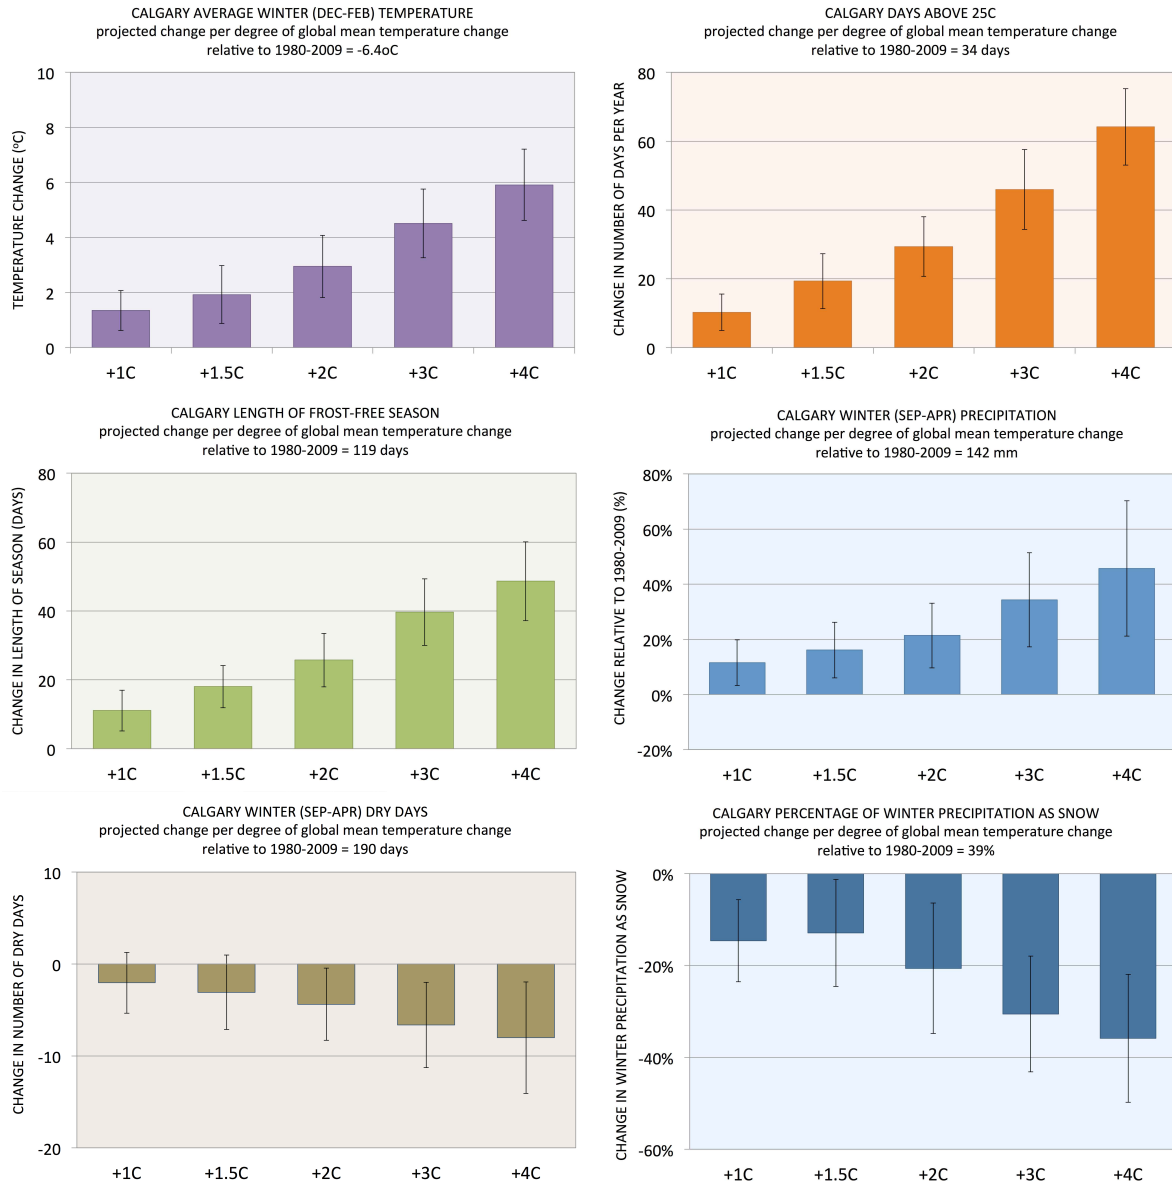 CALGARY AVERAGE WINTER (DEC-FEB) TEMPERATURE
projected change per degree of global mean temperature change
relative to 1980-2009 = -6.4oC
TEMPERATURE CHANGE (ºC)
10
8
6
4
2
0
+1C
+1.5C
+2C
+3C
+4C
CALGARY DAYS ABOVE 25C
projected change per degree of global mean temperature change
relative to 1980-2009 = 34 days
CHANGE IN NUMBER OF DAYS PER YEAR
80
60
40
20
0
+1C
+1.5C
+2C
+3C
+4C
CALGARY LENGTH OF FROST-FREE SEASON
projected change per degree of global mean temperature change
relative to 1980-2009 = 119 days
CHANGE IN LENGTH OF SEASON (DAYS)
80
60
40
20
0
+1C
+1.5C
+2C
+3C
+4C
CALGARY WINTER (SEP-APR) PRECIPITATION
projected change per degree of global mean temperature change
relative to 1980-2009 = 142 mm
CHANGE RELATIVE TO 1980-2009 (%)
80%
60%
40%
20%
0%
-20%
+1C
+1.5C
+2C
+3C
+4C
CALGARY WINTER (SEP-APR) DRY DAYS
projected change per degree of global mean temperature change
relative to 1980-2009 = 190 days
CHANGE IN NUMBER OF DRY DAYS
10
0
-10
-20
+1C
+1.5C
+2C
+3C
+4C
CALGARY PERCENTAGE OF WINTER PRECIPITATION AS SNOW
projected change per degree of global mean temperature change
relative to 1980-2009 = 39%
CHANGE IN WINTER PRECIPITATION AS SNOW
0%
-20%
-40%
-60%
+1C
+1.5C
+2C
+3C
+4C